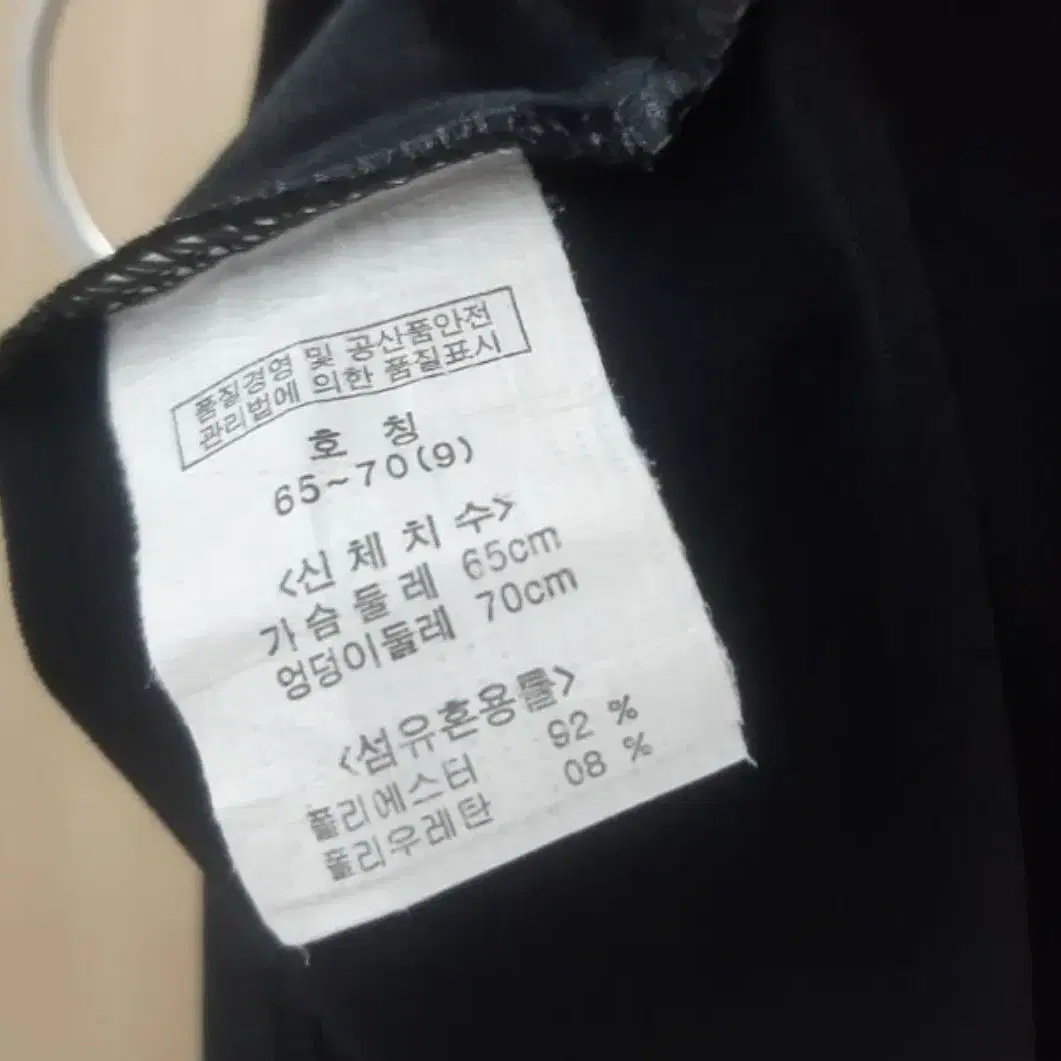 품질경영 및 공산품안전
관리법에 의한 품질표시
호 칭
65~70(9)
<신 체 치 수>
가슴둘레 65cm
엉덩이둘레 70cm
<섬유혼용률>
폴리에스터 92 %
폴리우레탄 08 %